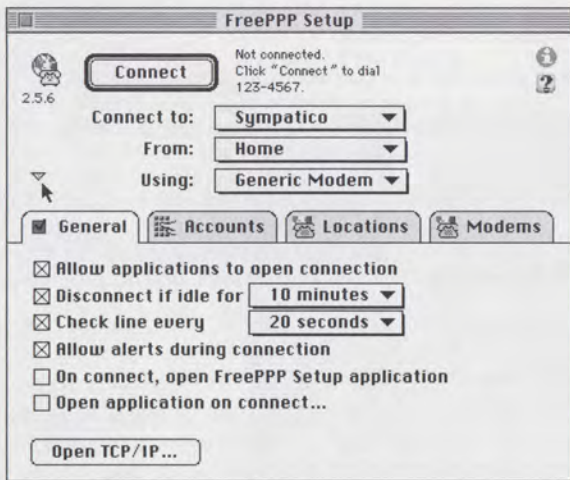 FreePPP Setup
Connect
Not connected.
Click "Connect" to dial
123-4567.
2.5.6
Connect to: Sympatico
From: Home
Using: Generic Modem
General Accounts Locations Modems
Allow applications to open connection
Disconnect if idle for 10 minutes
Check line every 20 seconds
Allow alerts during connection
On connect, open FreePPP Setup application
Open application on connect...
Open TCP/IP...